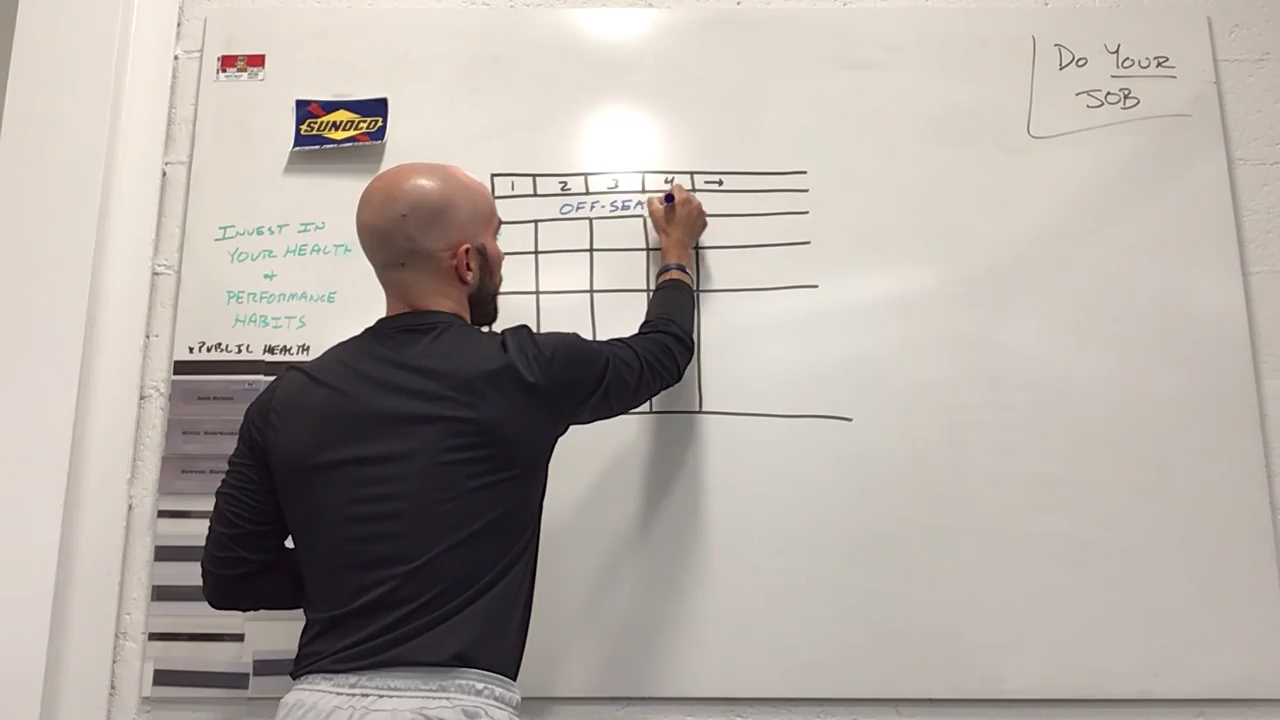 Do YOUR
JOB
SUNOCO
1 2 3 4 →
OFF-SEA
INVEST IN
YOUR HEALTH
+
PERFORMANCE
HABITS
*PUBLIC HEALTH